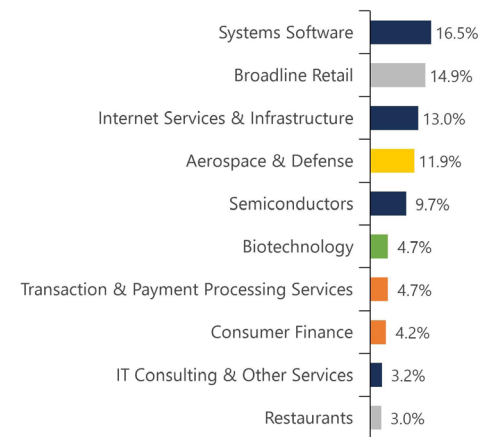 Systems Software 16.5%
Broadline Retail 14.9%
Internet Services & Infrastructure 13.0%
Aerospace & Defense 11.9%
Semiconductors 9.7%
Biotechnology 4.7%
Transaction & Payment Processing Services 4.7%
Consumer Finance 4.2%
IT Consulting & Other Services 3.2%
Restaurants 3.0%